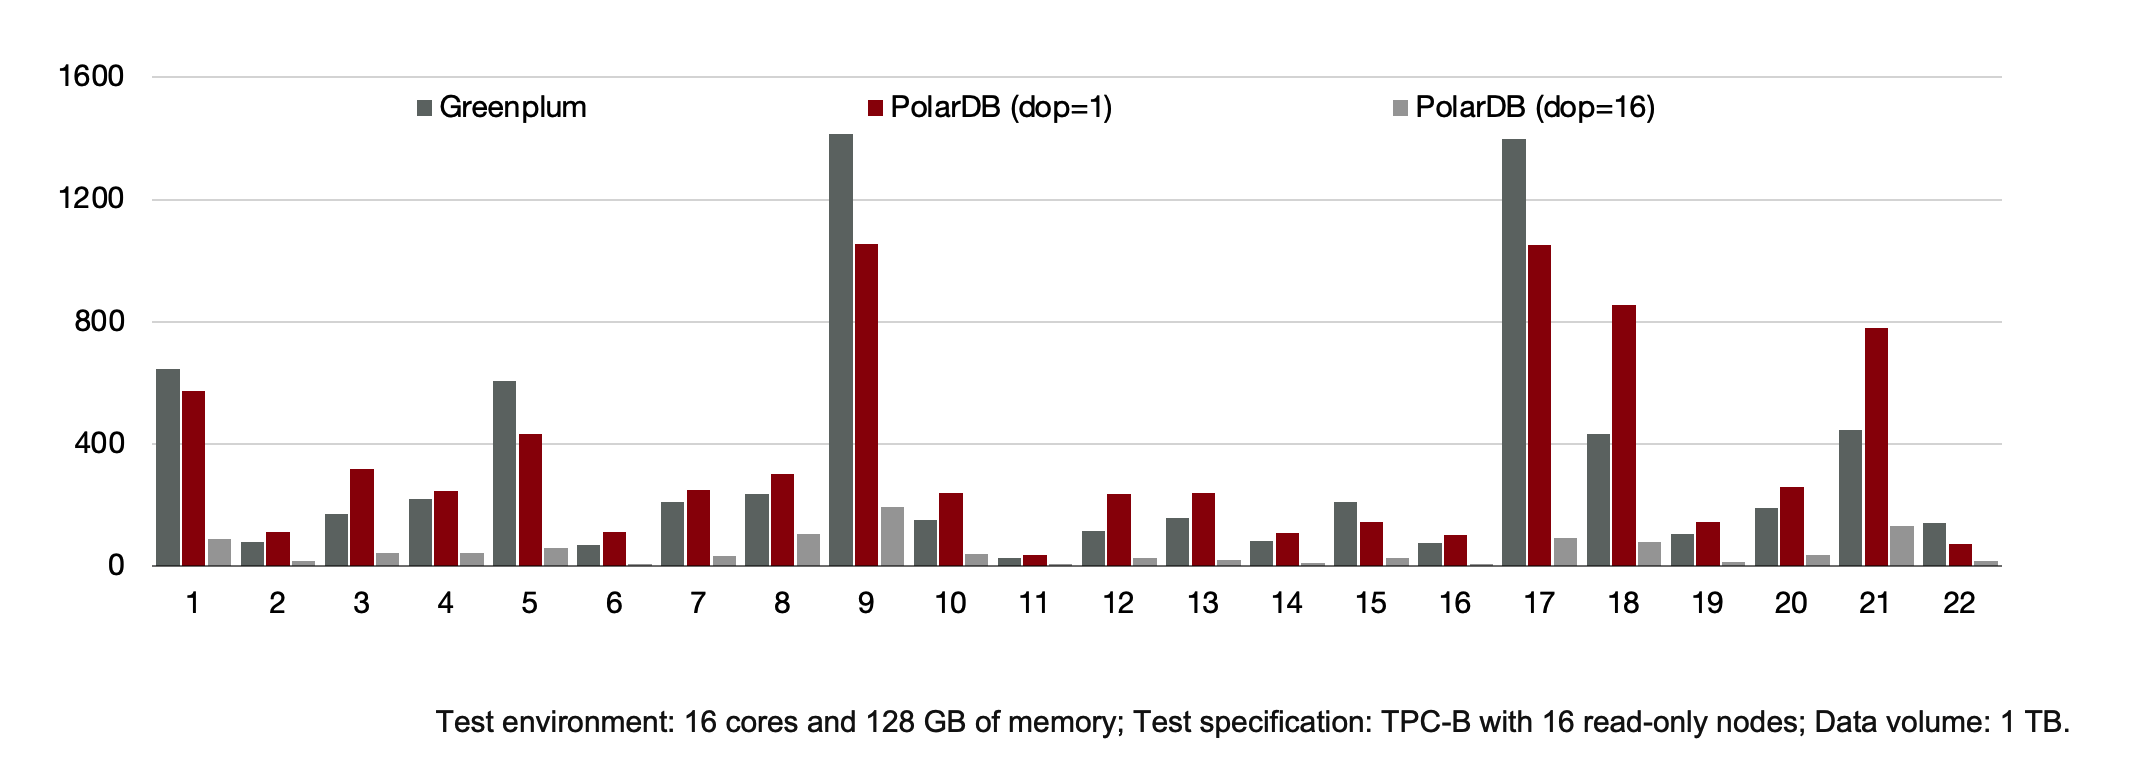 1600
Greenplum PolarDB (dop=1) PolarDB (dop=16)
1200
800
400
0
1 2 3 4 5 6 7 8 9 10 11 12 13 14 15 16 17 18 19 20 21 22
Test environment: 16 cores and 128 GB of memory; Test specification: TPC-B with 16 read-only nodes; Data volume: 1 TB.